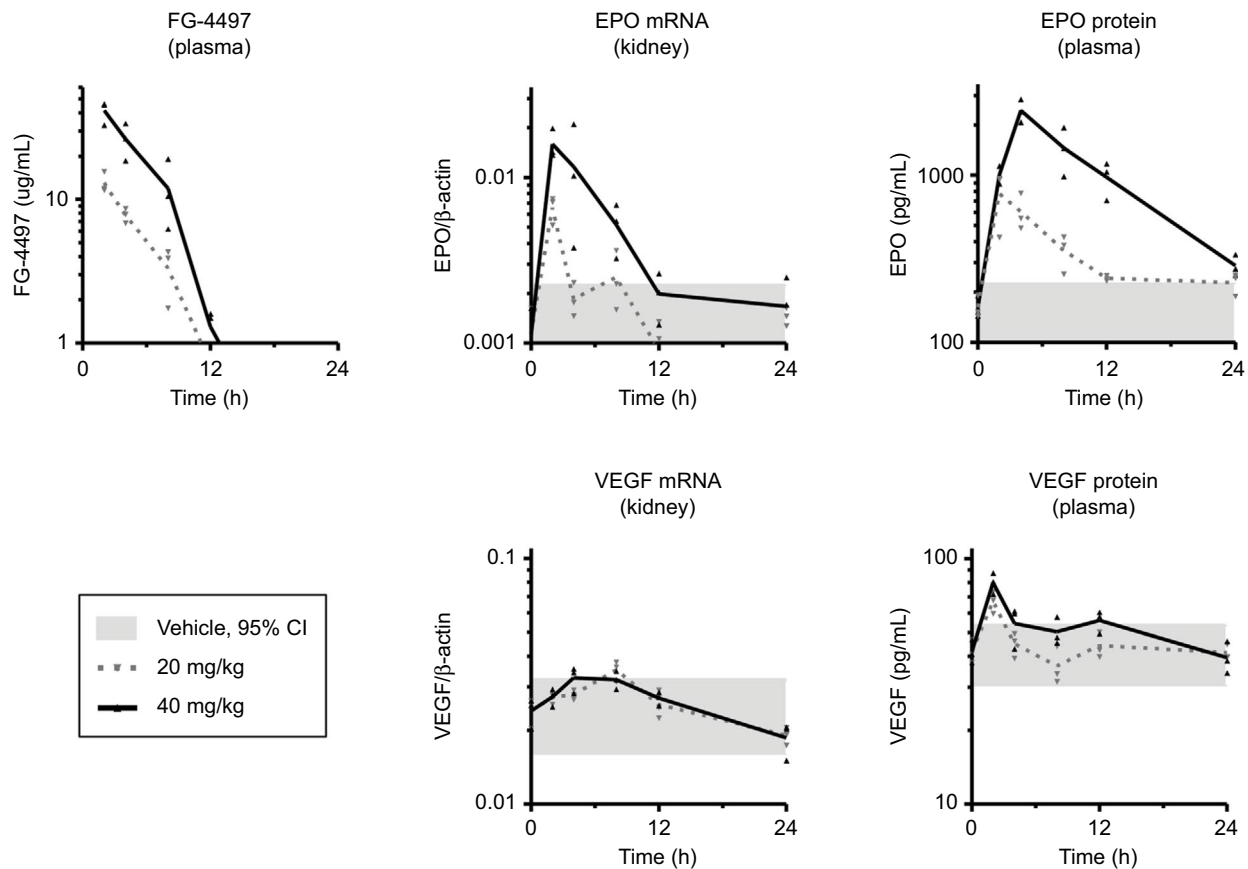 FG-4497
(plasma)
FG-4497 (ug/mL)
10
1
0
12
24
Time (h)
EPO mRNA
(kidney)
EPO/β-actin
0.01
0.001
0
12
24
Time (h)
EPO protein
(plasma)
EPO (pg/mL)
1000
100
0
12
24
Time (h)
Vehicle, 95% CI
20 mg/kg
40 mg/kg
VEGF mRNA
(kidney)
VEGF/β-actin
0.1
0.01
0
12
24
Time (h)
VEGF protein
(plasma)
VEGF (pg/mL)
100
10
0
12
24
Time (h)